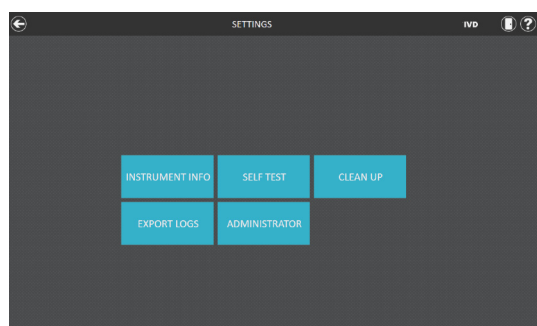 SETTINGS IVD ?
INSTRUMENT INFO SELF TEST CLEAN UP
EXPORT LOGS ADMINISTRATOR